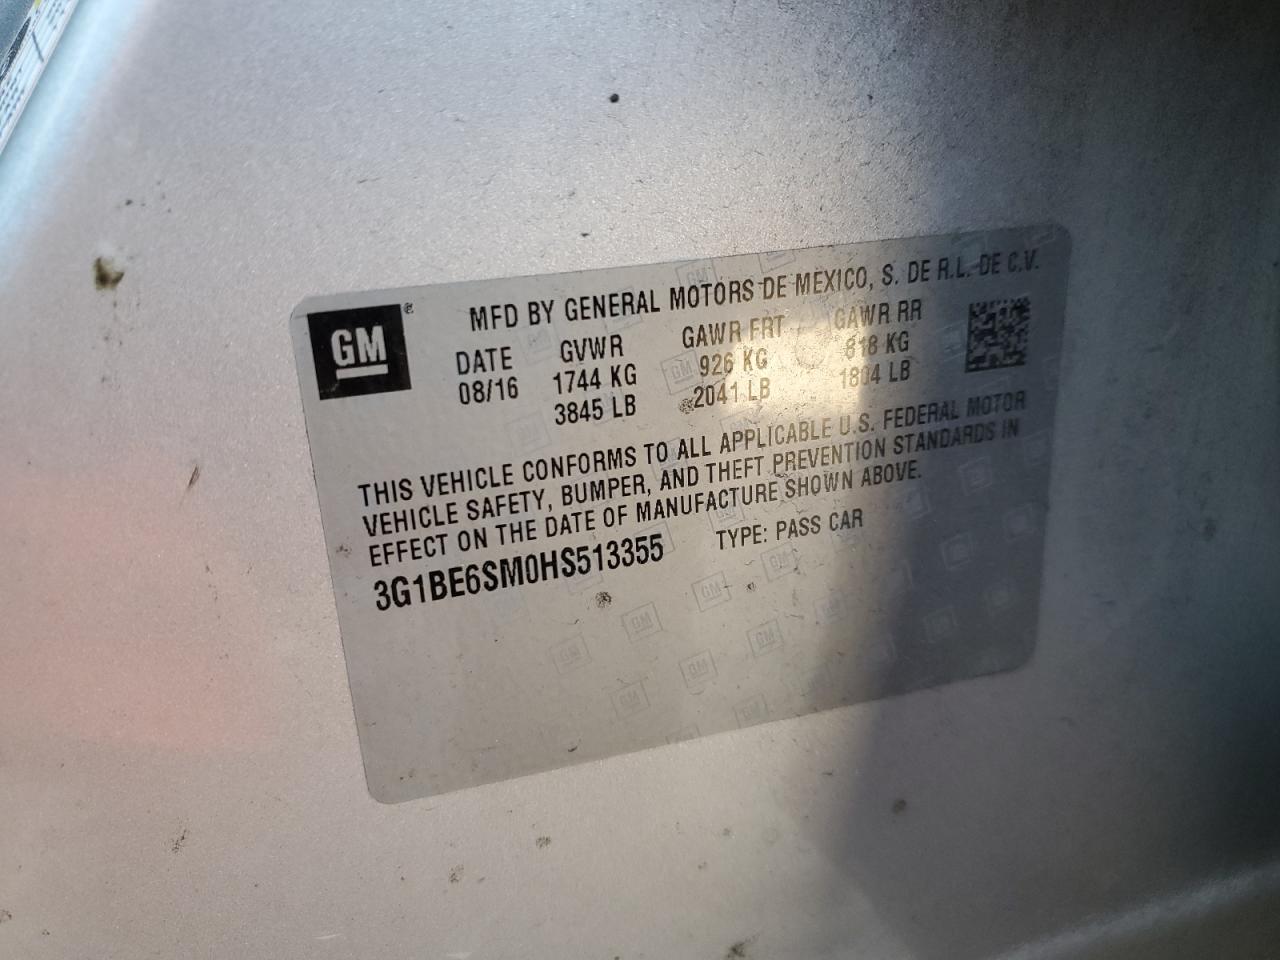 GM
MFD BY GENERAL MOTORS DE MEXICO, S. DE R.L. DE C.V.
DATE GVWR GAWR FRT GAWR RR
08/16 1744 KG 926 KG 818 KG
3845 LB 2041 LB 1804 LB
THIS VEHICLE CONFORMS TO ALL APPLICABLE U.S. FEDERAL MOTOR
VEHICLE SAFETY, BUMPER, AND THEFT PREVENTION STANDARDS IN
EFFECT ON THE DATE OF MANUFACTURE SHOWN ABOVE.
3G1BE6SM0HS513355 TYPE: PASS CAR